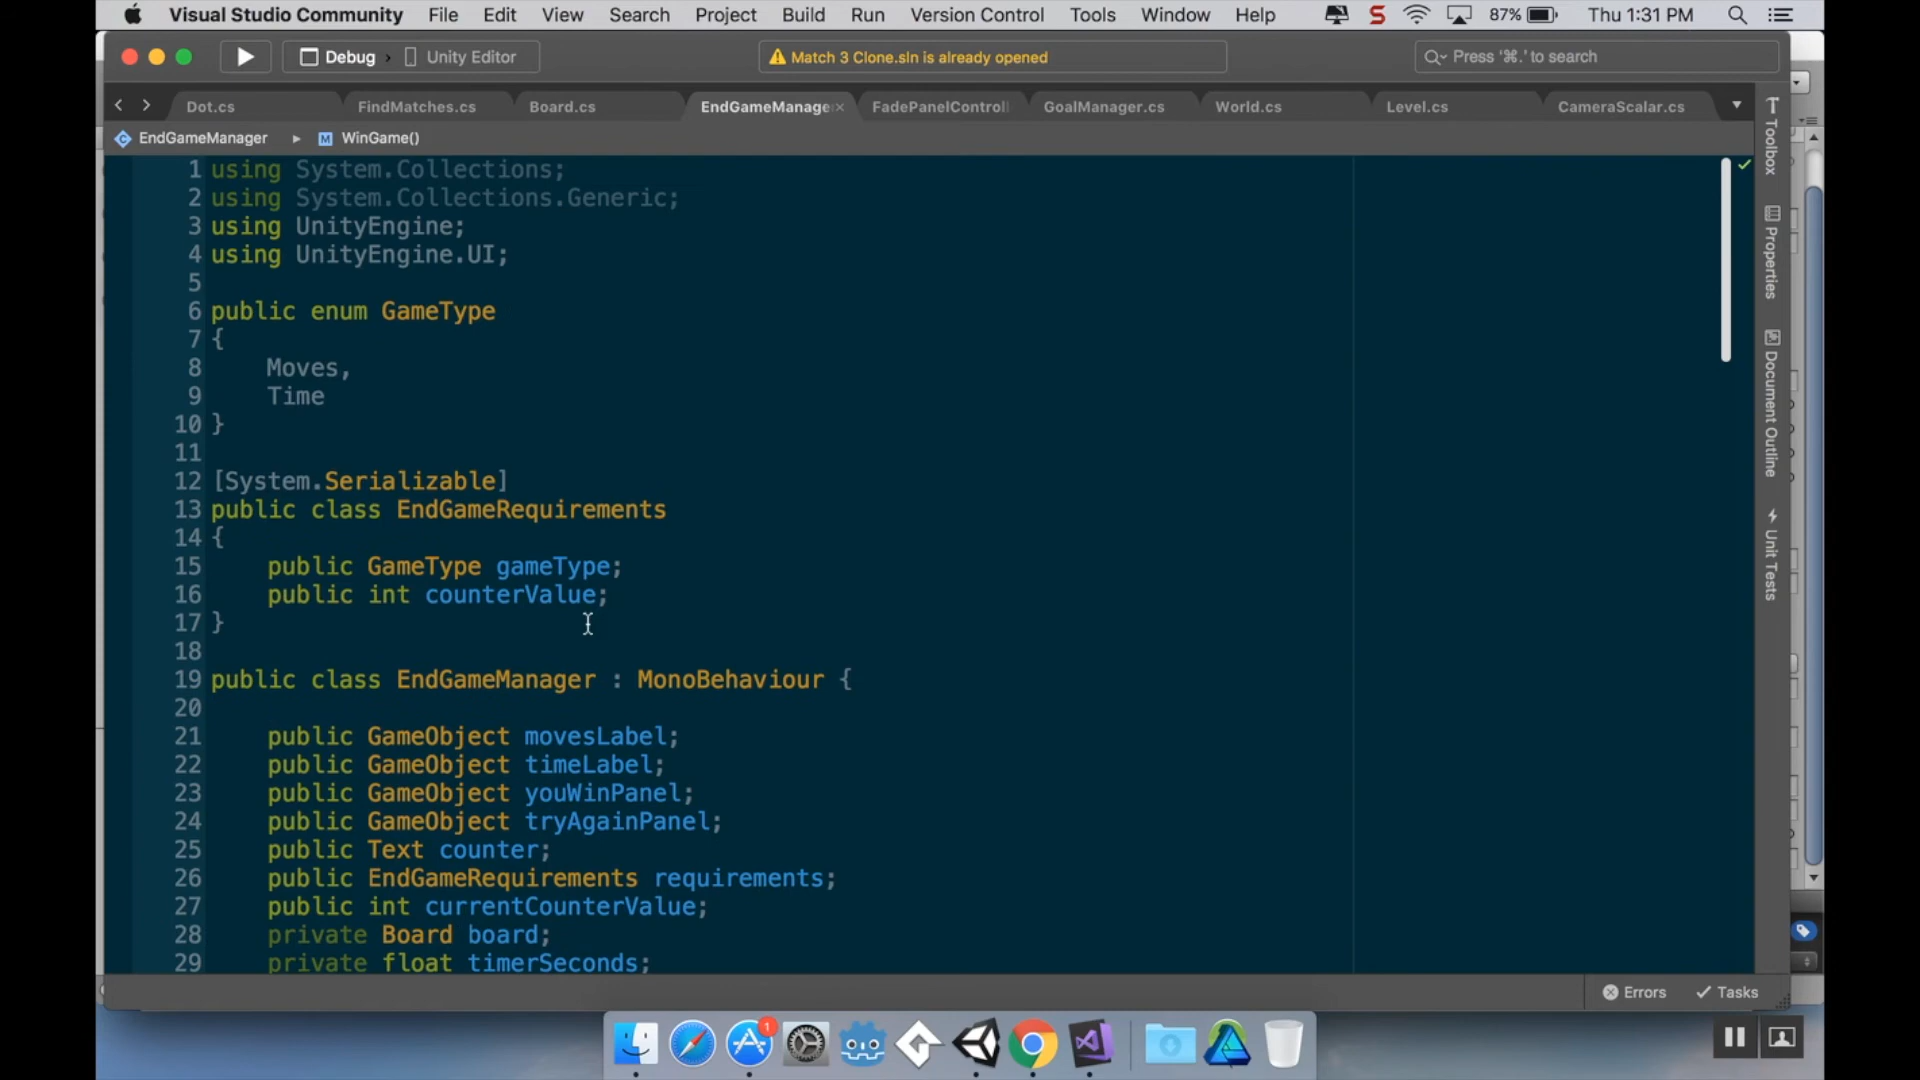 Visual Studio Community File Edit View Search Project Build Run Version Control Tools Window Help S 87% Thu 1:31 PM
Debug Unity Editor Match 3 Clone.sln is already opened Press '⌘.' to search
Dot.cs FindMatches.cs Board.cs EndGameManage FadePanelControll GoalManager.cs World.cs Level.cs CameraScalar.cs
EndGameManager M WinGame()
1 using System.Collections;
2 using System.Collections.Generic;
3 using UnityEngine;
4 using UnityEngine.UI;
5
6 public enum GameType
7 {
8 Moves,
9 Time
10 }
11
12 [System.Serializable]
13 public class EndGameRequirements
14 {
15 public GameType gameType;
16 public int counterValue;
17 }
18
19 public class EndGameManager : MonoBehaviour {
20
21 public GameObject movesLabel;
22 public GameObject timeLabel;
23 public GameObject youWinPanel;
24 public GameObject tryAgainPanel;
25 public Text counter;
26 public EndGameRequirements requirements;
27 public int currentCounterValue;
28 private Board board;
29 private float timerSeconds;
Toolbox
Properties
Document Outline
Unit Tests
Errors Tasks
1